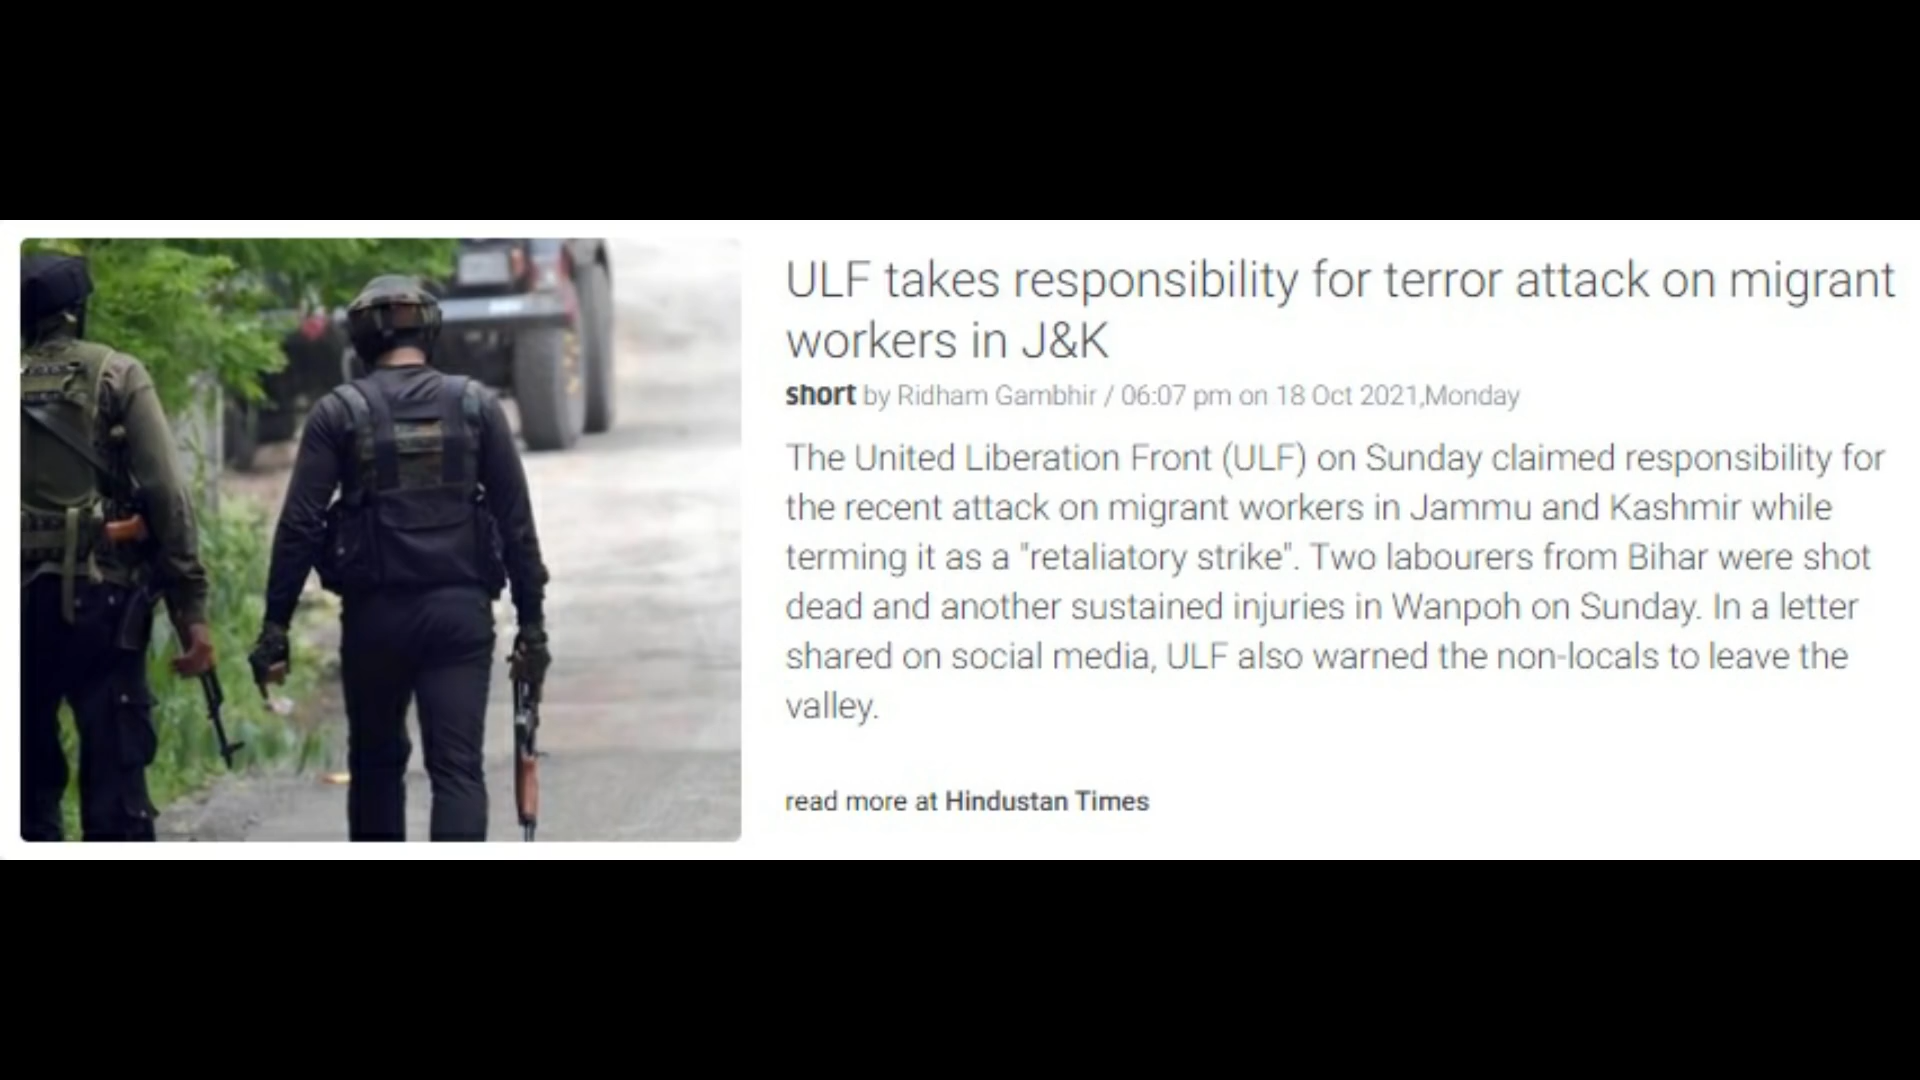 ULF takes responsibility for terror attack on migrant
workers in J&K
short by Ridham Gambhir / 06:07 pm on 18 Oct 2021,Monday
The United Liberation Front (ULF) on Sunday claimed responsibility for
the recent attack on migrant workers in Jammu and Kashmir while
terming it as a "retaliatory strike". Two labourers from Bihar were shot
dead and another sustained injuries in Wanpoh on Sunday. In a letter
shared on social media, ULF also warned the non-locals to leave the
valley.
read more at Hindustan Times